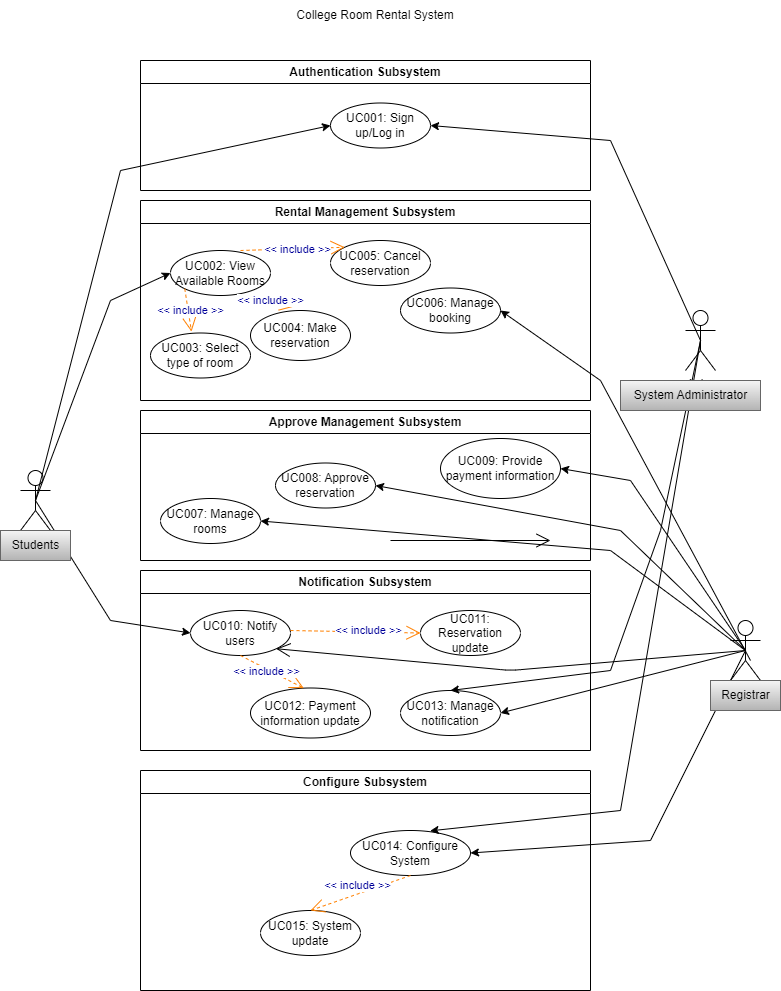 College Room Rental System
Authentication Subsystem
UC001: Sign
up/Log in
Rental Management Subsystem
UC002: View
Available Rooms
<< include >>
UC005: Cancel
reservation
<< include >>
<< include >>
UC006: Manage
booking
UC004: Make
reservation
UC003: Select
type of room
System Administrator
Approve Management Subsystem
UC009: Provide
payment information
UC008: Approve
reservation
UC007: Manage
rooms
Students
Notification Subsystem
UC010: Notify
users
<< include >>
UC011:
Reservation
update
<< include >>
UC012: Payment
information update
UC013: Manage
notification
Registrar
Configure Subsystem
UC014: Configure
System
<< include >>
UC015: System
update